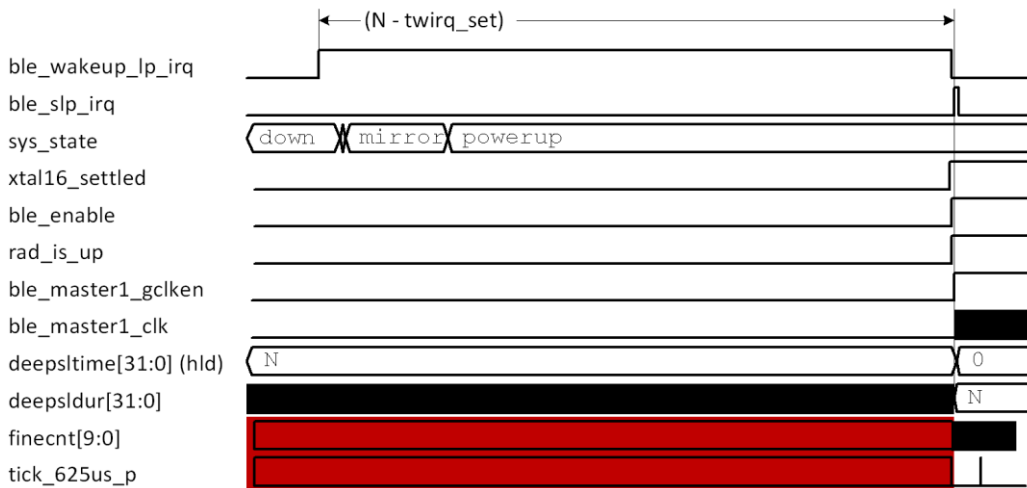 (N - twirq_set)
ble_wakeup_lp_irq
ble_slp_irq
sys_state down mirror powerup
xtal16_settled
ble_enable
rad_is_up
ble_master1_gclken
ble_master1_clk
deepsltime[31:0] (hld) N 0
deepsldur[31:0] N
finecnt[9:0]
tick_625us_p